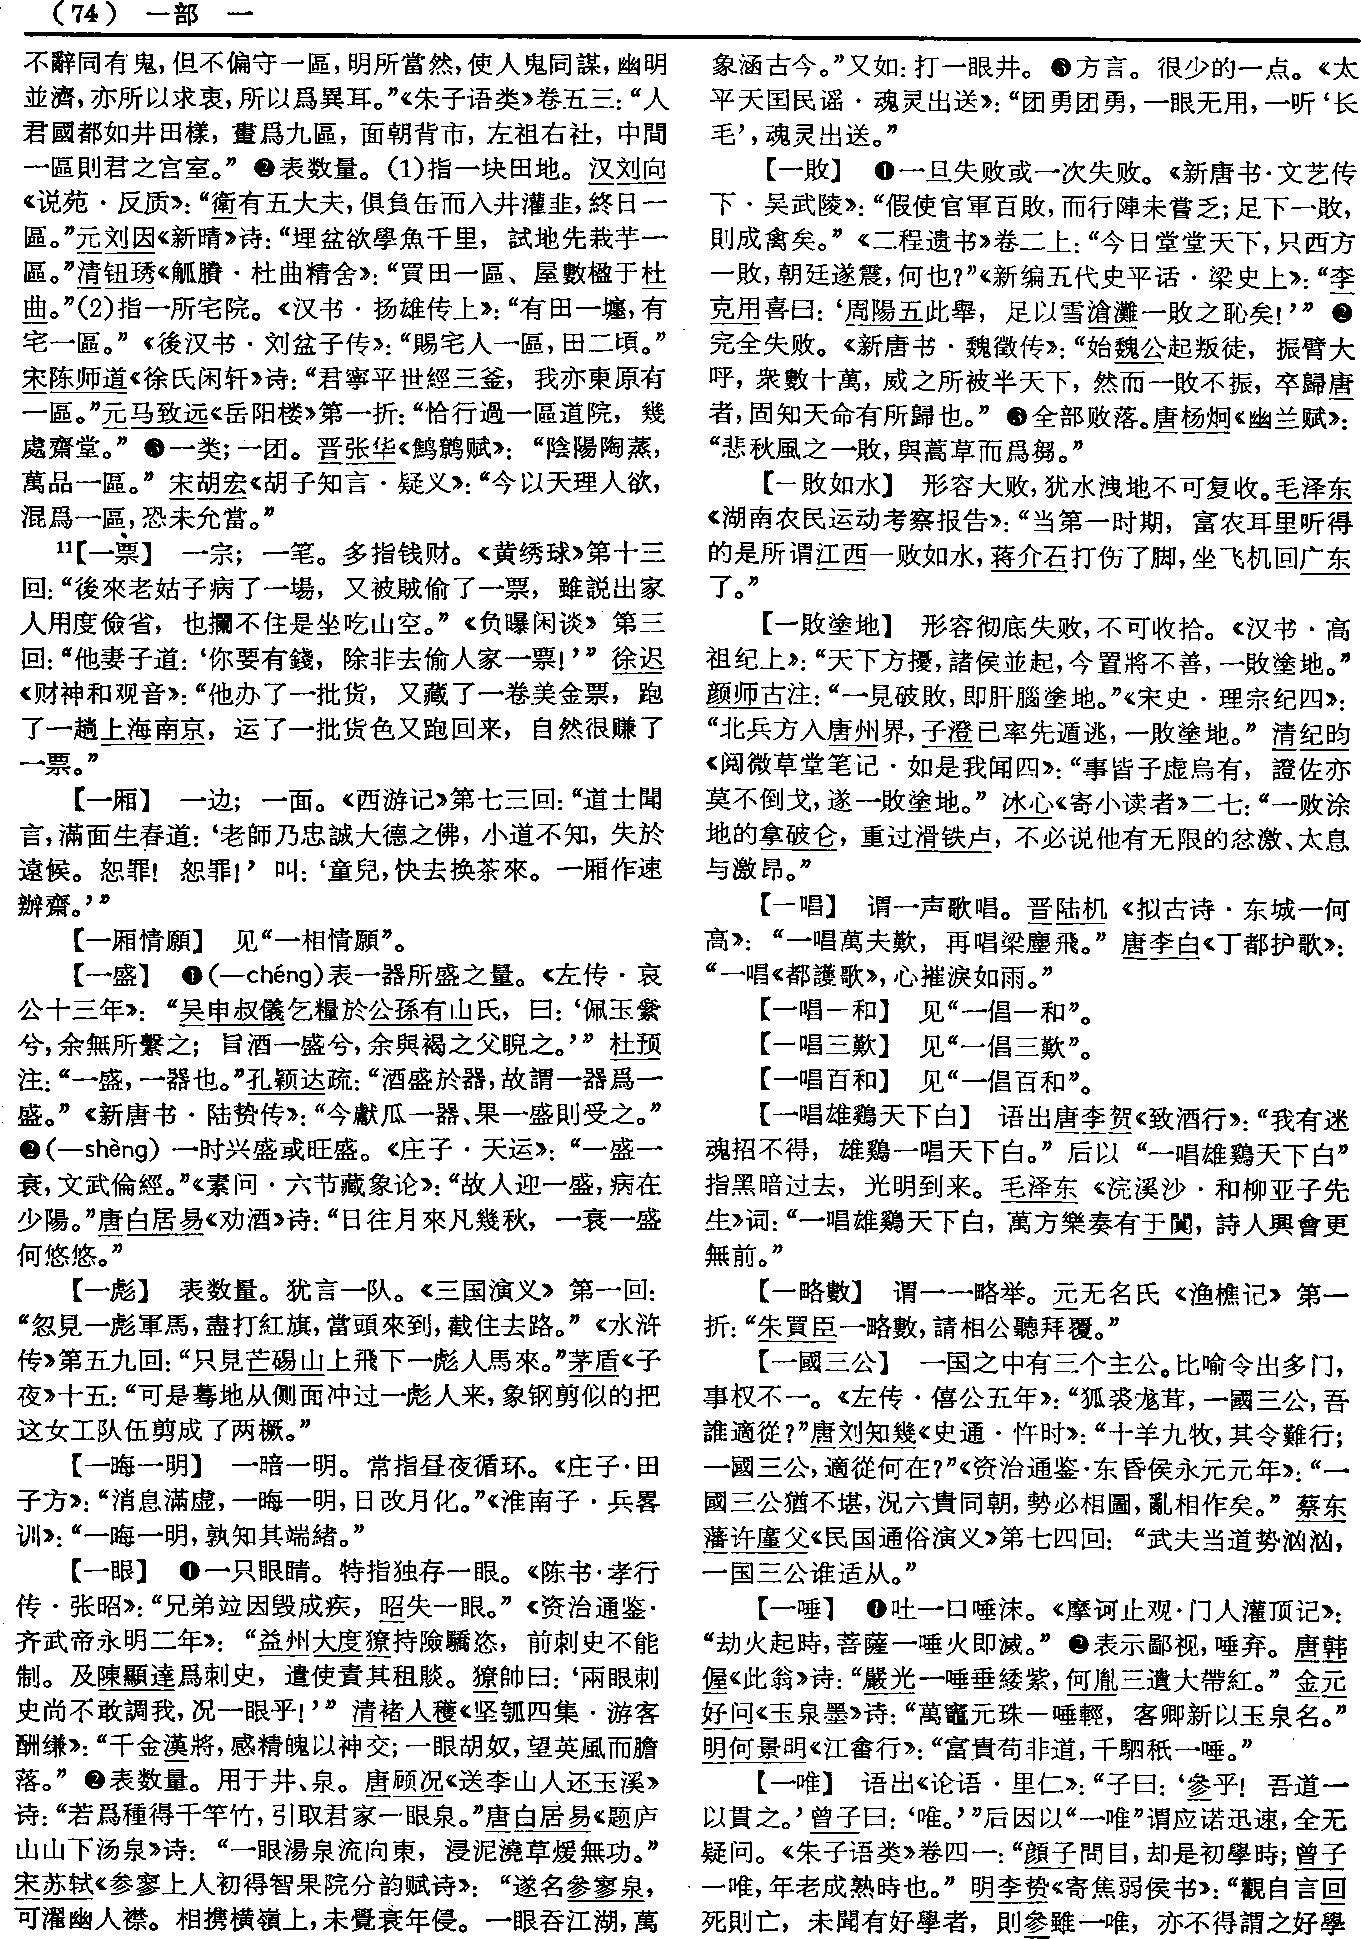 （74） 一部 一
不辭同有鬼，但不偏守一區，明所當然，使人鬼同謀，幽明
並濟，亦所以求衷，所以爲異耳。”《朱子语类》卷五三：“人
君國都如井田樣，畫爲九區，面朝背市，左祖右社，中間
一區則君之宫室。” ❷表数量。(1)指一块田地。汉刘向
《说苑·反质》：“衛有五大夫，俱負缶而入井灌韭，終日一
區。”元刘因《新晴》诗：“埋盆欲學魚千里，試地先栽芋一
區。”清钮琇《觚賸·杜曲精舍》：“買田一區、屋數楹于杜
曲。”(2)指一所宅院。《汉书·扬雄传上》：“有田一㕓，有
宅一區。”《後汉书·刘盆子传》：“賜宅人一區，田二頃。”
宋陈师道《徐氏闲轩》诗：“君寧平世經三釜，我亦東原有
一區。”元马致远《岳阳楼》第一折：“恰行過一區道院，幾
處齋堂。” ❸一类；一团。晋张华《鹪鹩赋》：“陰陽陶蒸，
萬品一區。”宋胡宏《胡子知言·疑义》：“今以天理人欲，
混爲一區，恐未允當。”
11【一票】 一宗；一笔。多指钱财。《黄绣球》第十三
回：“後來老姑子病了一場，又被賊偷了一票，雖説出家
人用度儉省，也攔不住是坐吃山空。”《负曝闲谈》第三
回：“他妻子道：‘你要有錢，除非去偷人家一票！’”徐迟
《财神和观音》：“他办了一批货，又藏了一卷美金票，跑
了一趟上海南京，运了一批货色又跑回来，自然很赚了
一票。”
【一厢】 一边；一面。《西游记》第七三回：“道士聞
言，滿面生春道：‘老師乃忠誠大德之佛，小道不知，失於
遠候。恕罪！恕罪！’叫：‘童兒，快去换茶來。一厢作速
辦齋。’”
【一厢情願】 见“一相情願”。
【一盛】 ❶(—chéng)表一器所盛之量。《左传·哀
公十三年》：“吴申叔儀乞糧於公孫有山氏，曰：‘佩玉繠
兮，余無所繫之；旨酒一盛兮，余與褐之父睨之。’”杜预
注：“一盛，一器也。”孔颖达疏：“酒盛於器，故謂一器爲一
盛。”《新唐书·陆贽传》：“今獻瓜一器、果一盛則受之。”
❷(—shèng) 一时兴盛或旺盛。《庄子·天运》：“一盛一
衰，文武倫經。”《素问·六节藏象论》：“故人迎一盛，病在
少陽。”唐白居易《劝酒》诗：“日往月來凡幾秋，一衰一盛
何悠悠。”
【一彪】 表数量。犹言一队。《三国演义》第一回：
“忽見一彪軍馬，盡打紅旗，當頭來到，截住去路。”《水浒
传》第五九回：“只見芒碭山上飛下一彪人馬來。”茅盾《子
夜》十五：“可是蓦地从侧面冲过一彪人来，象钢剪似的把
这女工队伍剪成了两橛。”
【一晦一明】 一暗一明。常指昼夜循环。《庄子·田
子方》：“消息滿虚，一晦一明，日改月化。”《淮南子·兵畧
训》：“一晦一明，孰知其端緒。”
【一眼】 ❶一只眼睛。特指独存一眼。《陈书·孝行
传·张昭》：“兄弟竝因毁成疾，昭失一眼。”《资治通鉴·
齐武帝永明二年》：“益州大度獠持險驕恣，前刺史不能
制。及陳顯達爲刺史，遣使責其租賧。獠帥曰：‘兩眼刺
史尚不敢調我，况一眼乎！’”清褚人穫《坚瓠四集·游客
酬缣》：“千金漢將，感精魄以神交；一眼胡奴，望英風而膽
落。” ❷表数量。用于井、泉。唐顾况《送李山人还玉溪》
诗：“若爲種得千竿竹，引取君家一眼泉。”唐白居易《题庐
山山下汤泉》诗：“一眼湯泉流向東，浸泥澆草煖無功。”
宋苏轼《参寥上人初得智果院分韵赋诗》：“遂名參寥泉，
可濯幽人襟。相携横嶺上，未覺衰年侵。一眼吞江湖，萬
象涵古今。”又如：打一眼井。 ❸方言。很少的一点。《太
平天囯民谣·魂灵出送》：“团勇团勇，一眼无用，一听‘长
毛’，魂灵出送。”
【一敗】 ❶一旦失败或一次失败。《新唐书·文艺传
下·吴武陵》：“假使官軍百敗，而行陣未嘗乏；足下一敗，
則成禽矣。”《二程遗书》卷二上：“今日堂堂天下，只西方
一敗，朝廷遂震，何也？”《新编五代史平话·梁史上》：“李
克用喜曰：‘周陽五此舉，足以雪滄灘一敗之恥矣！’” ❷
完全失败。《新唐书·魏徵传》：“始魏公起叛徒，振臂大
呼，衆數十萬，威之所被半天下，然而一敗不振，卒歸唐
者，固知天命有所歸也。” ❸全部败落。唐杨炯《幽兰赋》：
“悲秋風之一敗，與蒿草而爲芻。”
【一敗如水】 形容大败，犹水洩地不可复收。毛泽东
《湖南农民运动考察报告》：“当第一时期，富农耳里听得
的是所谓江西一败如水，蒋介石打伤了脚，坐飞机回广东
了。”
【一敗塗地】 形容彻底失败，不可收拾。《汉书·高
祖纪上》：“天下方擾，諸侯並起，今置將不善，一敗塗地。”
颜师古注：“一見破敗，即肝腦塗地。”《宋史·理宗纪四》：
“北兵方入唐州界，子澄已率先遁逃，一敗塗地。”清纪昀
《阅微草堂笔记·如是我闻四》：“事皆子虚烏有，證佐亦
莫不倒戈，遂一敗塗地。”冰心《寄小读者》二七：“一败涂
地的拿破仑，重过滑铁卢，不必说他有无限的忿激、太息
与激昂。”
【一唱】 谓一声歌唱。晋陆机《拟古诗·东城一何
高》：“一唱萬夫歎，再唱梁塵飛。”唐李白《丁都护歌》：
“一唱《都護歌》，心摧淚如雨。”
【一唱一和】 见“一倡一和”。
【一唱三歎】 见“一倡三歎”。
【一唱百和】 见“一倡百和”。
【一唱雄鷄天下白】 语出唐李贺《致酒行》：“我有迷
魂招不得，雄鷄一唱天下白。”后以“一唱雄鷄天下白”
指黑暗过去，光明到来。毛泽东《浣溪沙·和柳亚子先
生》词：“一唱雄鷄天下白，萬方樂奏有于闐，詩人興會更
無前。”
【一略數】 谓一一略举。元无名氏《渔樵记》第一
折：“朱買臣一略數，請相公聽拜覆。”
【一國三公】 一国之中有三个主公。比喻令出多门，
事权不一。《左传·僖公五年》：“狐裘尨茸，一國三公，吾
誰適從？”唐刘知幾《史通·忤时》：“十羊九牧，其令難行；
一國三公，適從何在？”《资治通鉴·东昏侯永元元年》：“一
國三公猶不堪，況六貴同朝，勢必相圖，亂相作矣。”蔡东
藩许廑父《民国通俗演义》第七四回：“武夫当道势汹汹，
一国三公谁适从。”
【一唾】 ❶吐一口唾沫。《摩诃止观·门人灌顶记》：
“劫火起時，菩薩一唾火即滅。” ❷表示鄙视，唾弃。唐韩
偓《此翁》诗：“嚴光一唾垂緌紫，何胤三遺大帶紅。”金元
好问《玉泉墨》诗：“萬竈元珠一唾輕，客卿新以玉泉名。”
明何景明《江畲行》：“富貴苟非道，千駟秖一唾。”
【一唯】 语出《论语·里仁》：“子曰：‘參乎！吾道一
以貫之。’曾子曰：‘唯。’”后因以“一唯”谓应诺迅速，全无
疑问。《朱子语类》卷四一：“顔子問目，却是初學時；曾子
一唯，年老成熟時也。”明李贽《寄焦弱侯书》：“觀自言回
死則亡，未聞有好學者，則參雖一唯，亦不得謂之好學